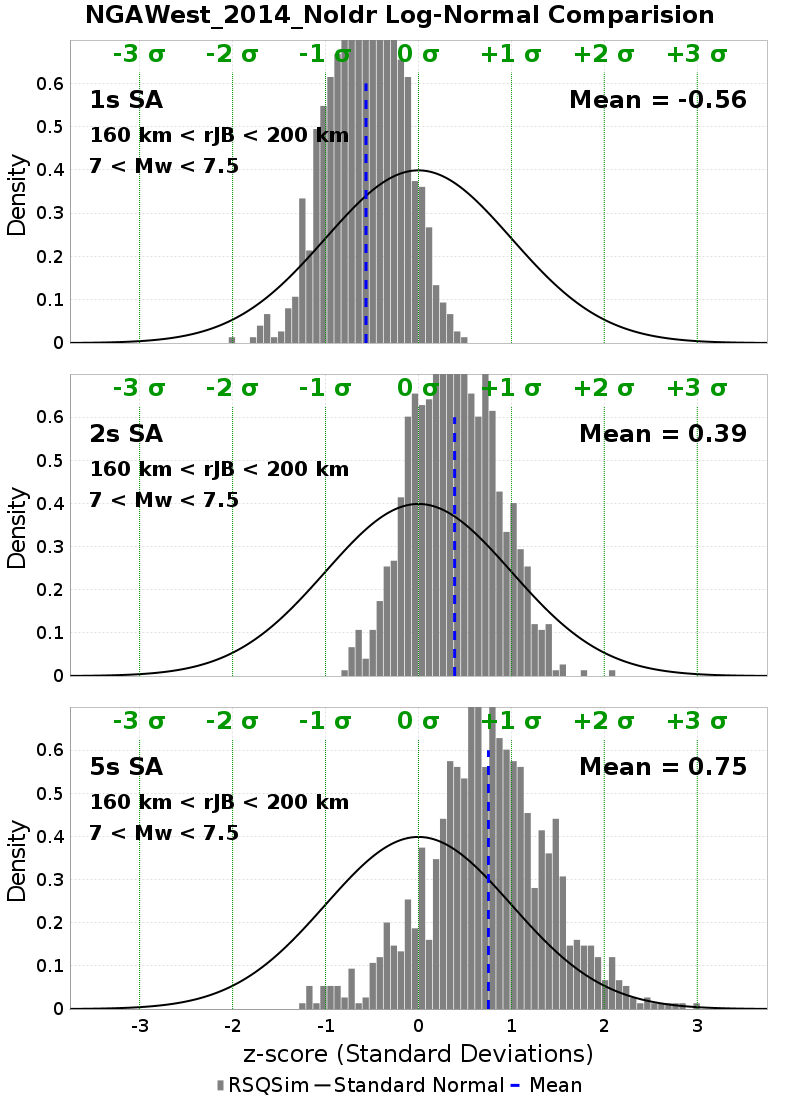 NGAWest_2014_NoIdr Log-Normal Comparision
-3 σ -2 σ -1 σ 0 σ +1 σ +2 σ +3 σ
0.6
1s SA
Mean = -0.56
0.5
160 km < rJB < 200 km
0.4
7 < Mw < 7.5
Density
0.3
0.2
0.1
0
-3 σ -2 σ -1 σ 0 σ +1 σ +2 σ +3 σ
0.6
2s SA
Mean = 0.39
0.5
160 km < rJB < 200 km
0.4
7 < Mw < 7.5
Density
0.3
0.2
0.1
0
-3 σ -2 σ -1 σ 0 σ +1 σ +2 σ +3 σ
0.6
5s SA
Mean = 0.75
0.5
160 km < rJB < 200 km
0.4
7 < Mw < 7.5
Density
0.3
0.2
0.1
0
-3 -2 -1 0 1 2 3
z-score (Standard Deviations)
RSQSim Standard Normal Mean